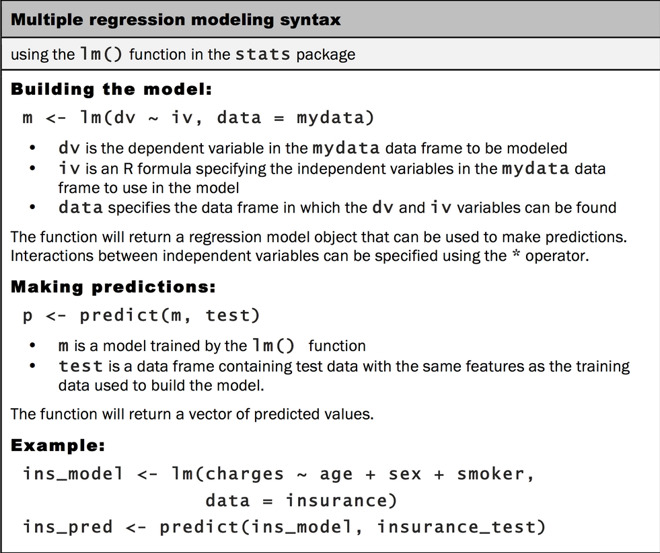 Multiple regression modeling syntax
using the lm() function in the stats package
Building the model:
m <- lm(dv ~ iv, data = mydata)
• dv is the dependent variable in the mydata data frame to be modeled
• iv is an R formula specifying the independent variables in the mydata data
frame to use in the model
• data specifies the data frame in which the dv and iv variables can be found
The function will return a regression model object that can be used to make predictions.
Interactions between independent variables can be specified using the * operator.
Making predictions:
p <- predict(m, test)
• m is a model trained by the lm() function
• test is a data frame containing test data with the same features as the training
data used to build the model.
The function will return a vector of predicted values.
Example:
ins_model <- lm(charges ~ age + sex + smoker,
data = insurance)
ins_pred <- predict(ins_model, insurance_test)